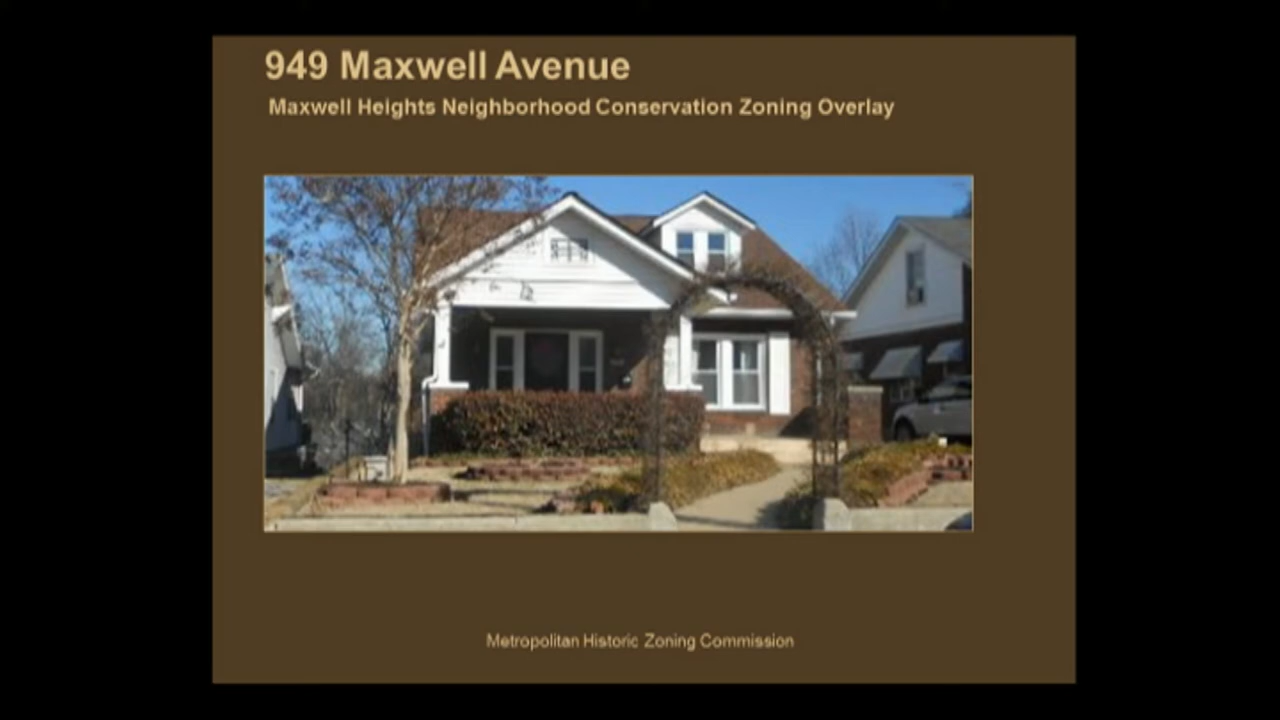 949 Maxwell Avenue
Maxwell Heights Neighborhood Conservation Zoning Overlay
Metropolitan Historic Zoning Commission